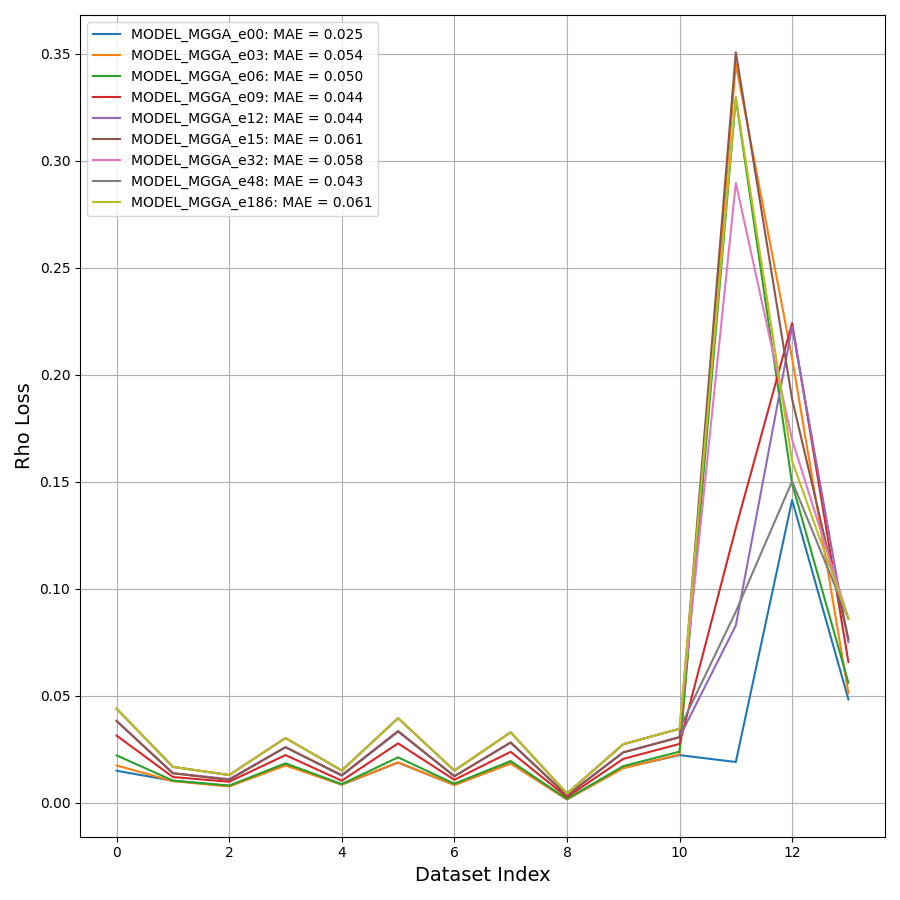 MODEL_MGGA_e00: MAE = 0.025
MODEL_MGGA_e03: MAE = 0.054
MODEL_MGGA_e06: MAE = 0.050
MODEL_MGGA_e09: MAE = 0.044
MODEL_MGGA_e12: MAE = 0.044
MODEL_MGGA_e15: MAE = 0.061
MODEL_MGGA_e32: MAE = 0.058
MODEL_MGGA_e48: MAE = 0.043
MODEL_MGGA_e186: MAE = 0.061
0.35
0.30
0.25
0.20
0.15
0.10
0.05
0.00
Rho Loss
0 2 4 6 8 10 12
Dataset Index